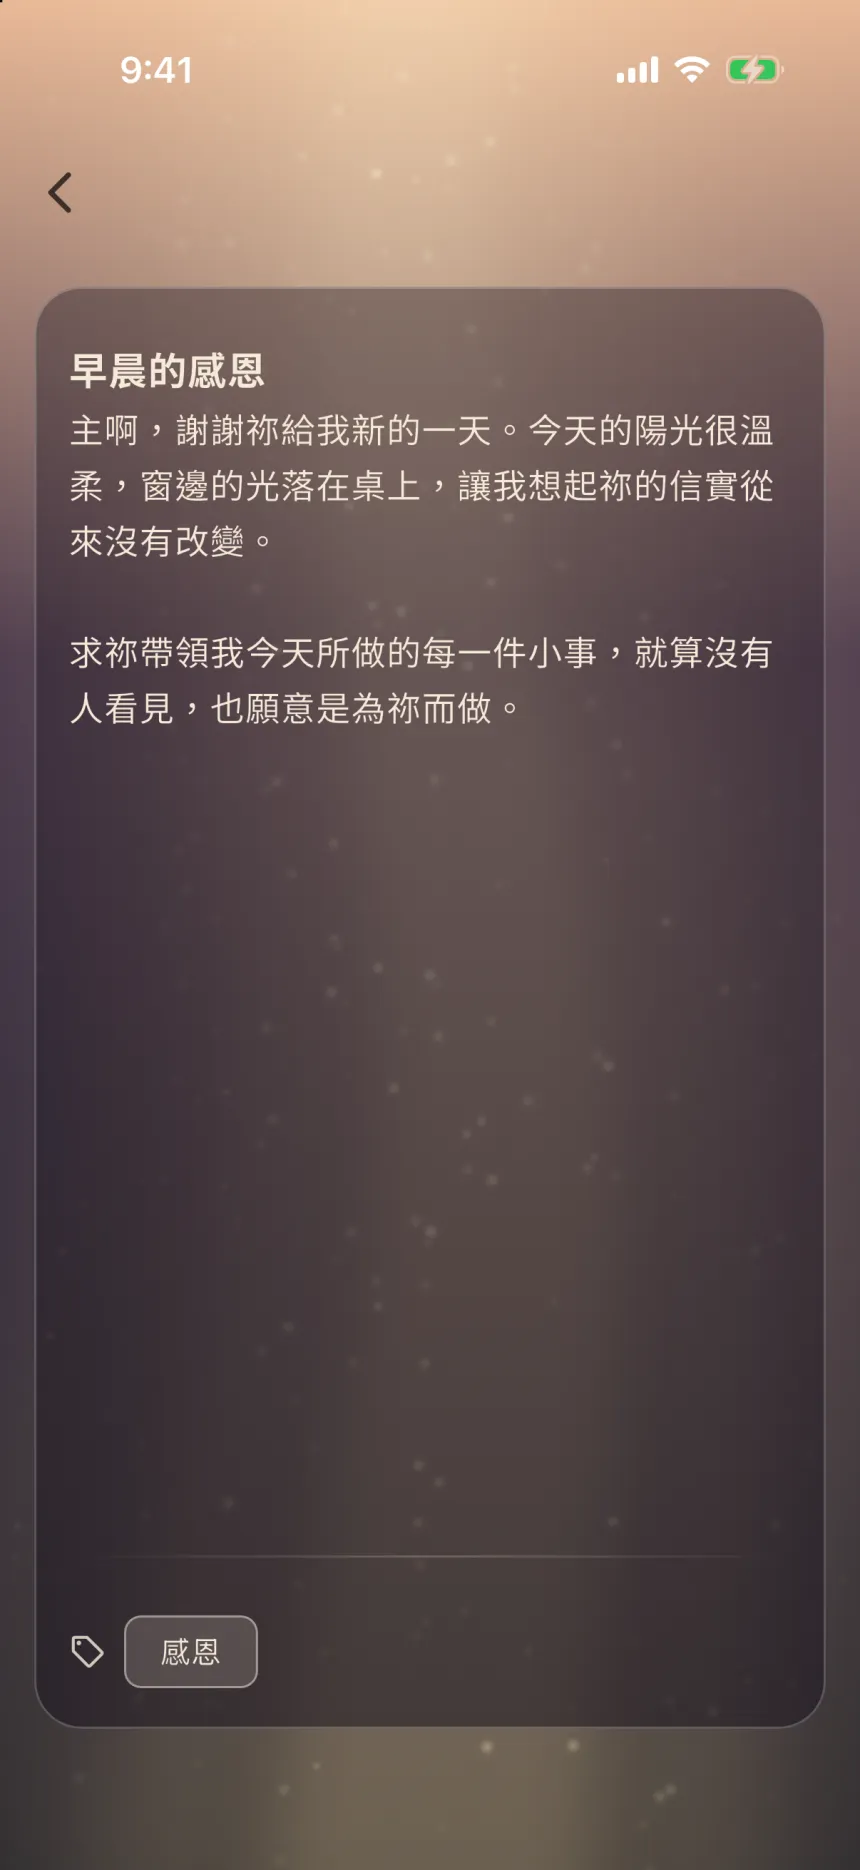 9:41
早晨的感恩
主啊，謝謝祢給我新的一天。今天的陽光很溫
柔，窗邊的光落在桌上，讓我想起祢的信實從
來沒有改變。
求祢帶領我今天所做的每一件小事，就算沒有
人看見，也願意是為祢而做。
感恩